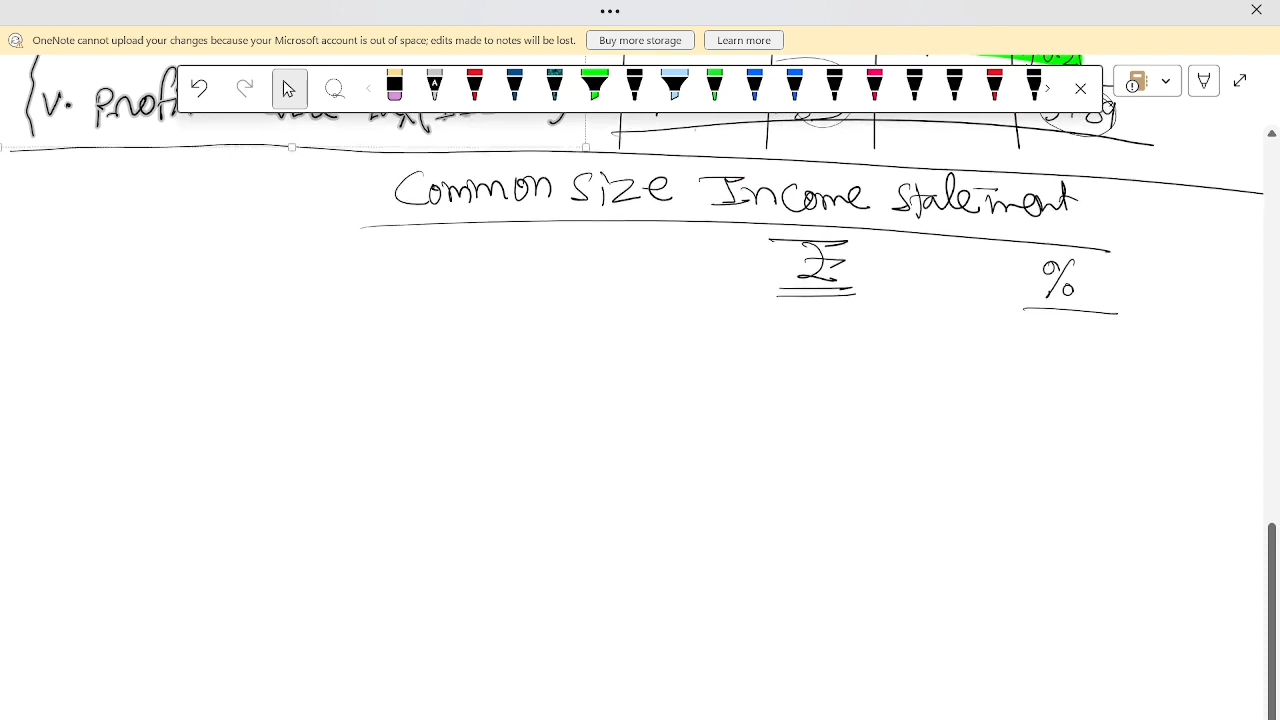 OneNote cannot upload your changes because your Microsoft account is out of space; edits made to notes will be lost. Buy more storage Learn more
V. Prof
Common Size Income Statement
%